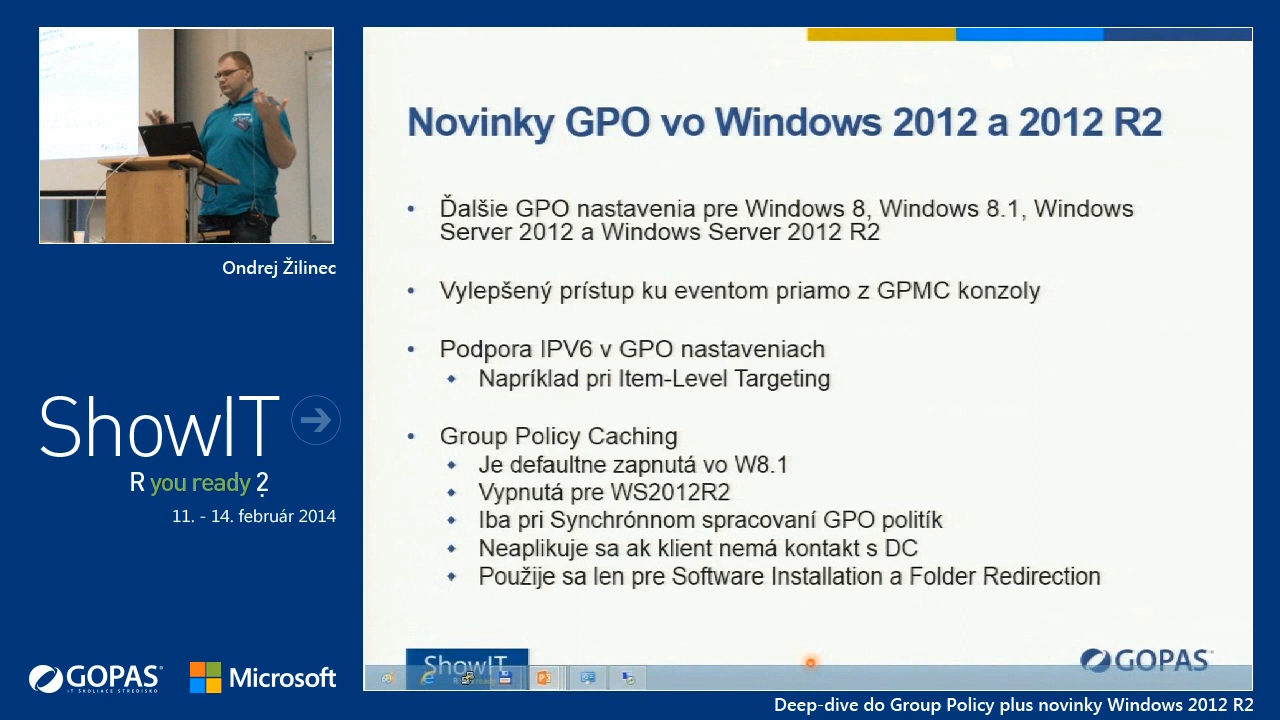 Ondrej Žilinec
ShowIT
R you ready ?
11. - 14. február 2014
GOPAS
IT ŠKOLIACE STREDISKO
Microsoft
Novinky GPO vo Windows 2012 a 2012 R2
Ďalšie GPO nastavenia pre Windows 8, Windows 8.1, Windows
Server 2012 a Windows Server 2012 R2
Vylepšený prístup ku eventom priamo z GPMC konzoly
Podpora IPV6 v GPO nastaveniach
Napríklad pri Item-Level Targeting
Group Policy Caching
Je defaultne zapnutá vo W8.1
Vypnutá pre WS2012R2
Iba pri Synchrónnom spracovaní GPO politík
Neaplikuje sa ak klient nemá kontakt s DC
Použije sa len pre Software Installation a Folder Redirection
ShowIT
GOPAS
Deep-dive do Group Policy plus novinky Windows 2012 R2